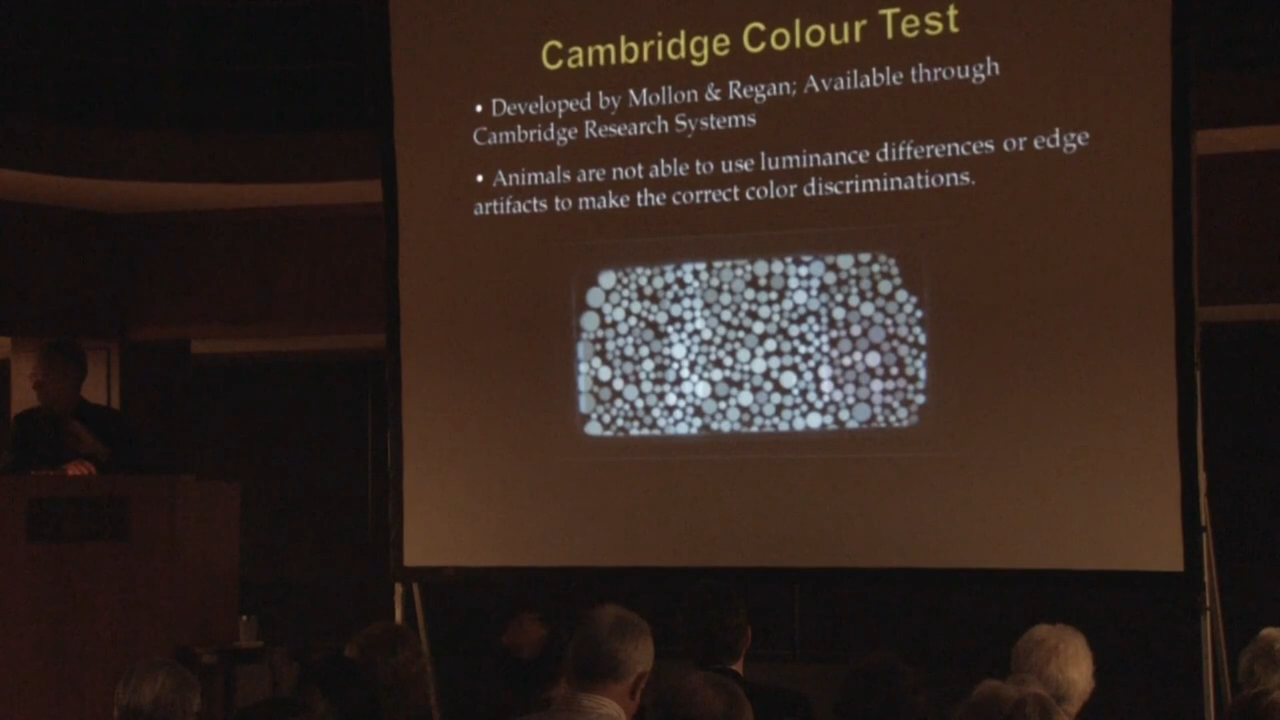 Cambridge Colour Test
• Developed by Mollon & Regan; Available through
Cambridge Research Systems
• Animals are not able to use luminance differences or edge
artifacts to make the correct color discriminations.